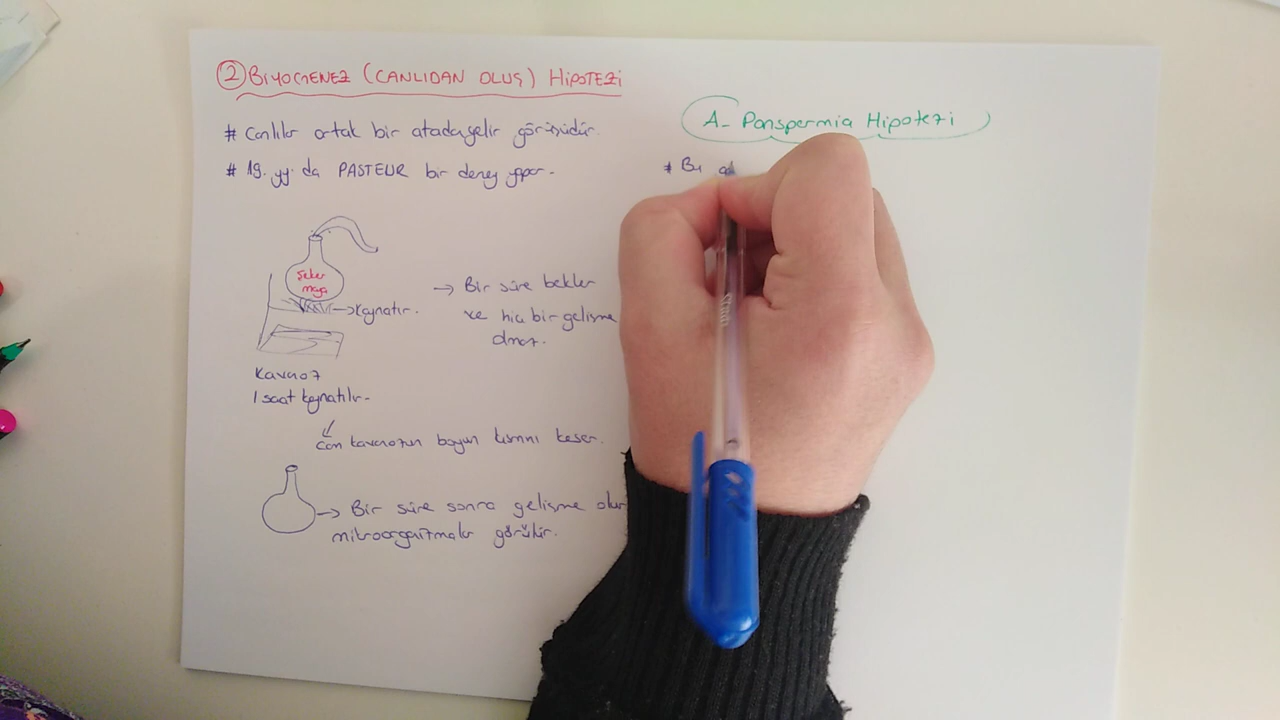 2 BİYOGENEZ (CANLIDAN OLUŞ) HİPOTEZİ
# Canlılar ortak bir atadan gelir görüşüdür.
# 19. yy. da PASTEUR bir deney yapar.
Şeker
maya
→ Kaynatır.
→ Bir süre bekler
ve hiç bir gelişme
olmaz.
Kavanoz
1 saat kaynatılır.
Cam kavanozun boyun kısmını keser.
→ Bir süre sonra gelişme olur
mikroorganizmalar görülür.
A- Panspermia Hipotezi
* Bu